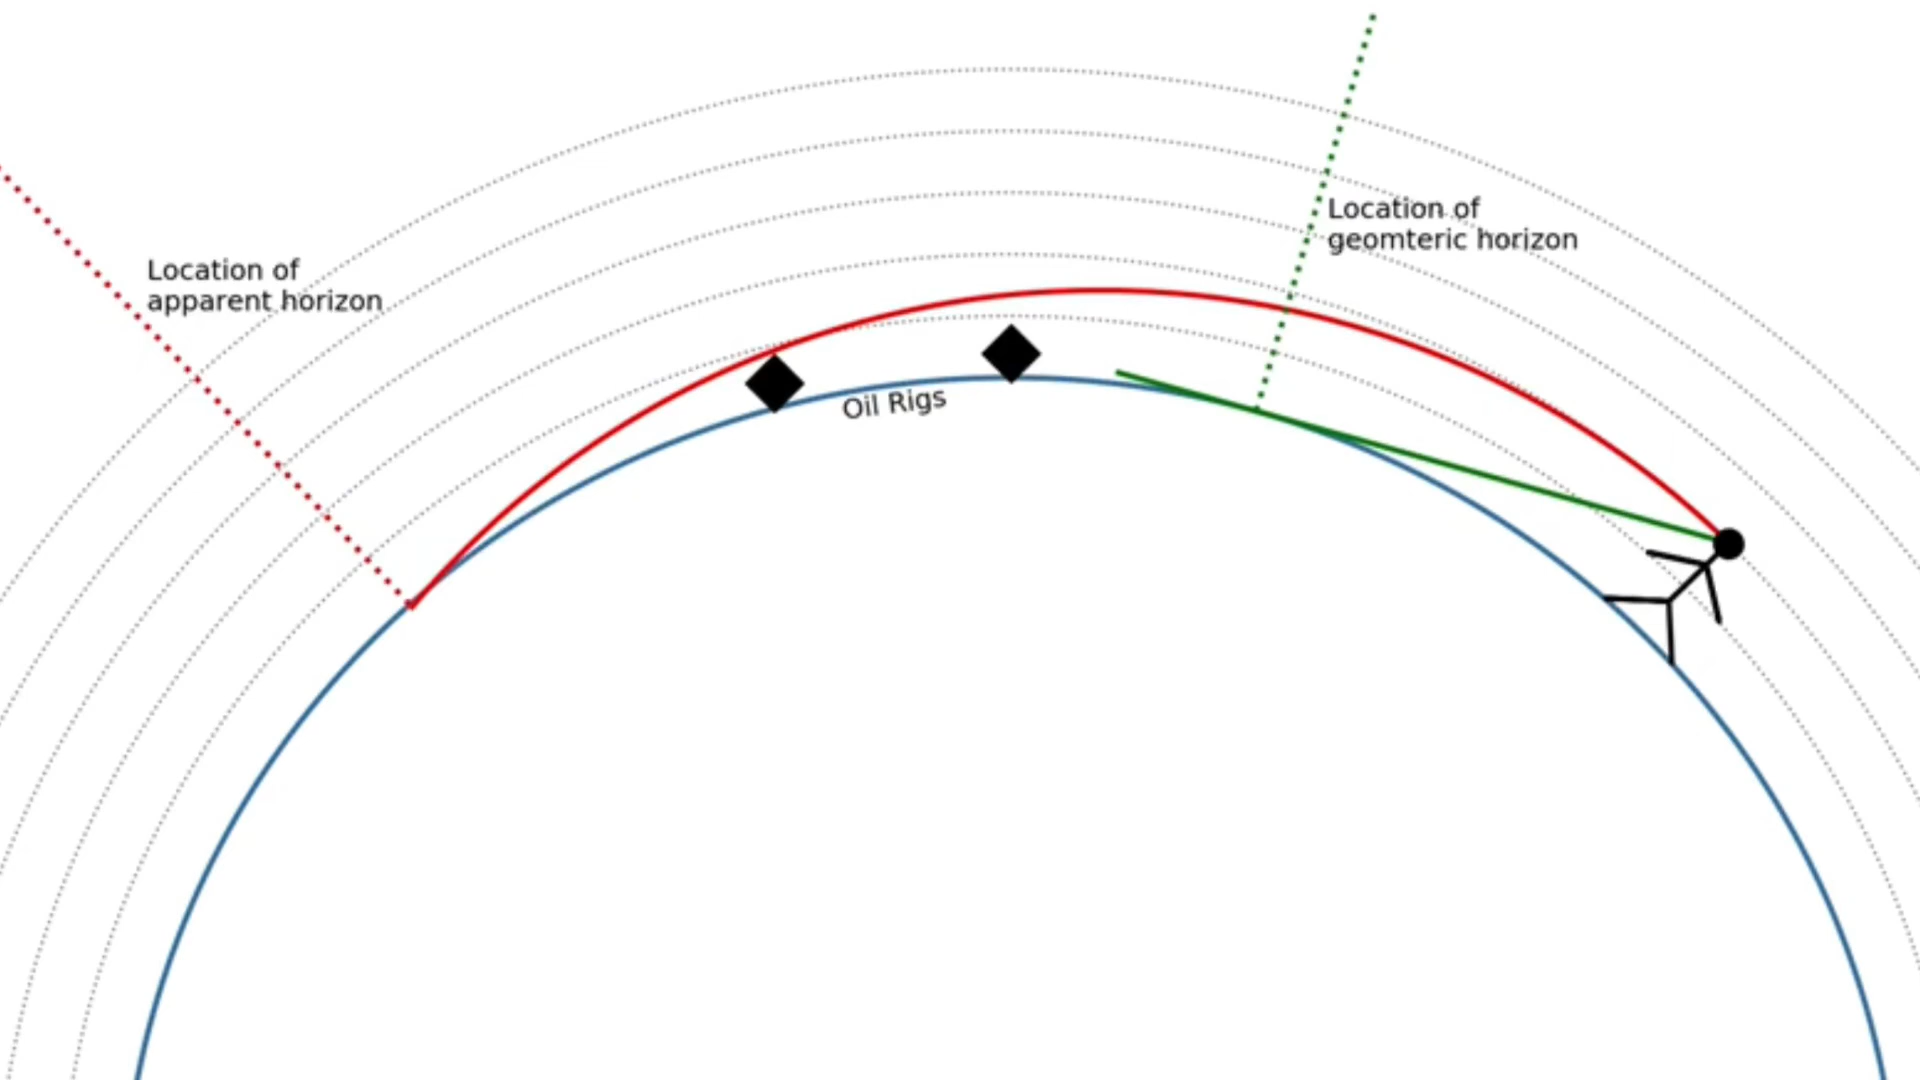 Location of
geomteric horizon
Location of
apparent horizon
Oil Rigs